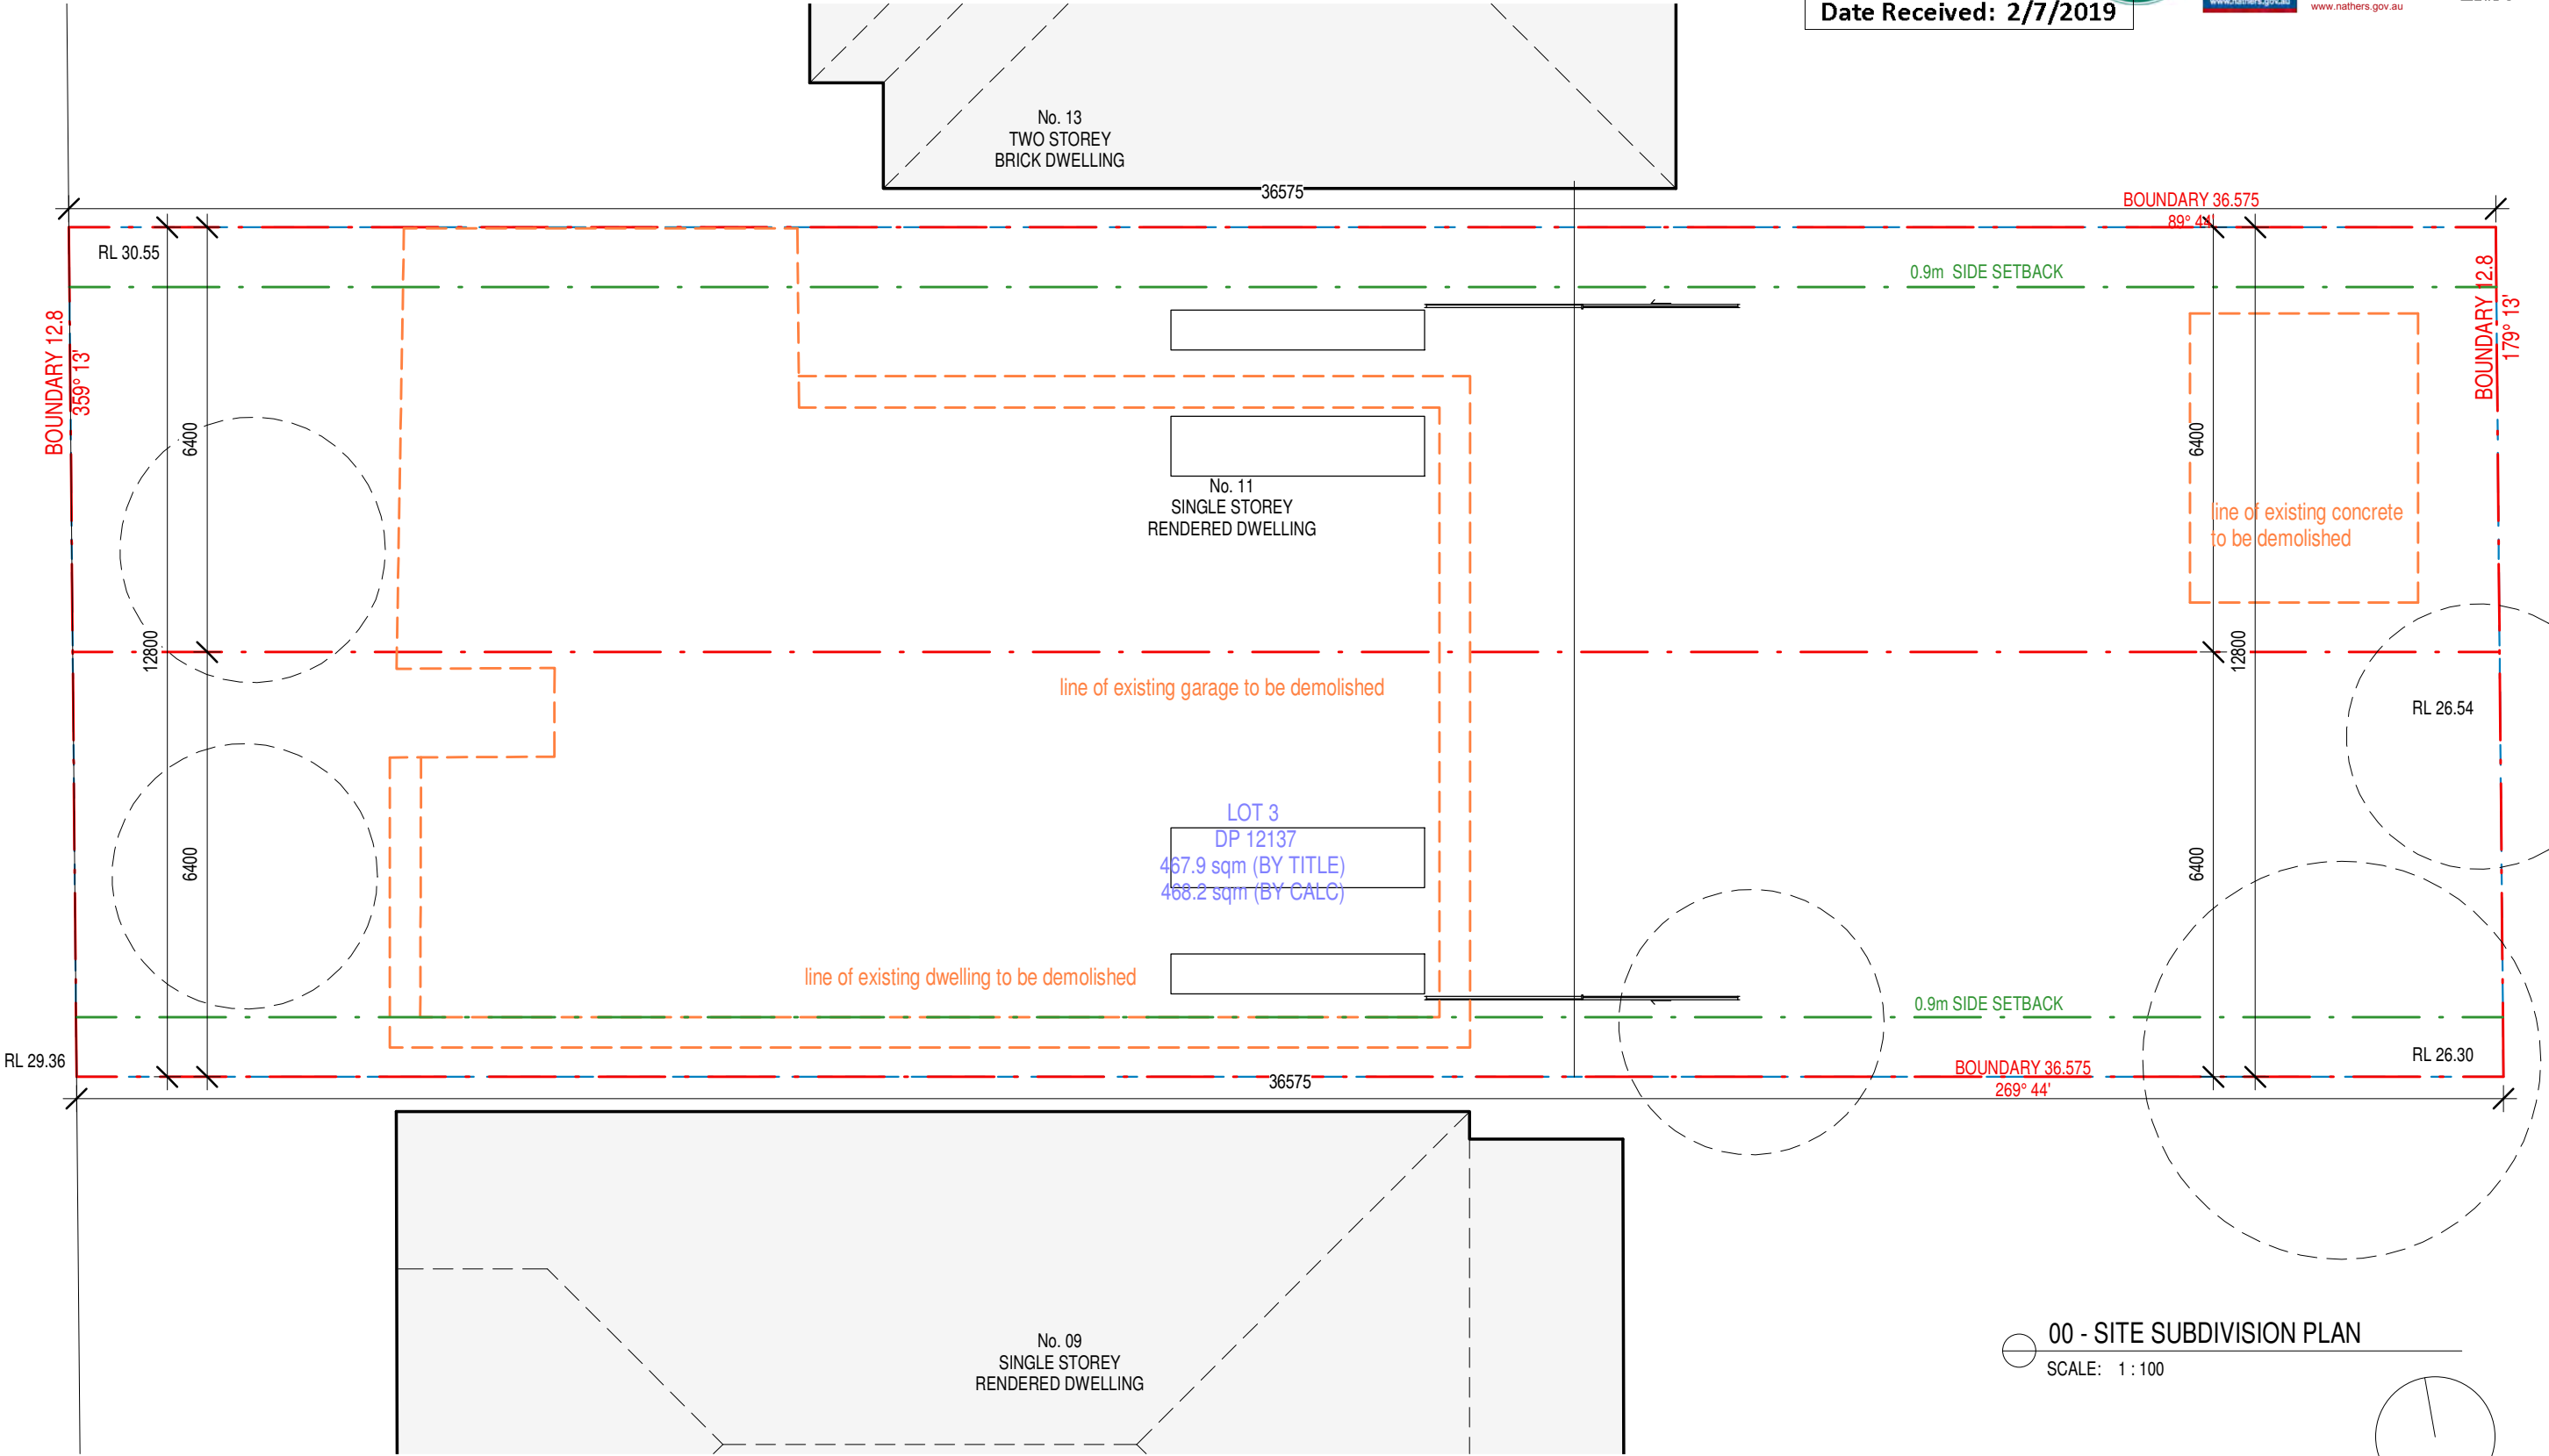 Date Received: 2/7/2019
www.nathers.gov.au
www.nathers.gov.au
No. 13
TWO STOREY
BRICK DWELLING
36575
BOUNDARY 36.575
89° 44'
RL 30.55
0.9m SIDE SETBACK
BOUNDARY 12.8
359° 13'
BOUNDARY 12.8
179° 13'
6400
6400
No. 11
SINGLE STOREY
RENDERED DWELLING
line of existing concrete
to be demolished
12800
12800
line of existing garage to be demolished
RL 26.54
LOT 3
DP 12137
467.9 sqm (BY TITLE)
468.2 sqm (BY CALC)
6400
6400
line of existing dwelling to be demolished
0.9m SIDE SETBACK
RL 29.36
RL 26.30
36575
BOUNDARY 36.575
269° 44'
No. 09
SINGLE STOREY
RENDERED DWELLING
00 - SITE SUBDIVISION PLAN
SCALE: 1 : 100